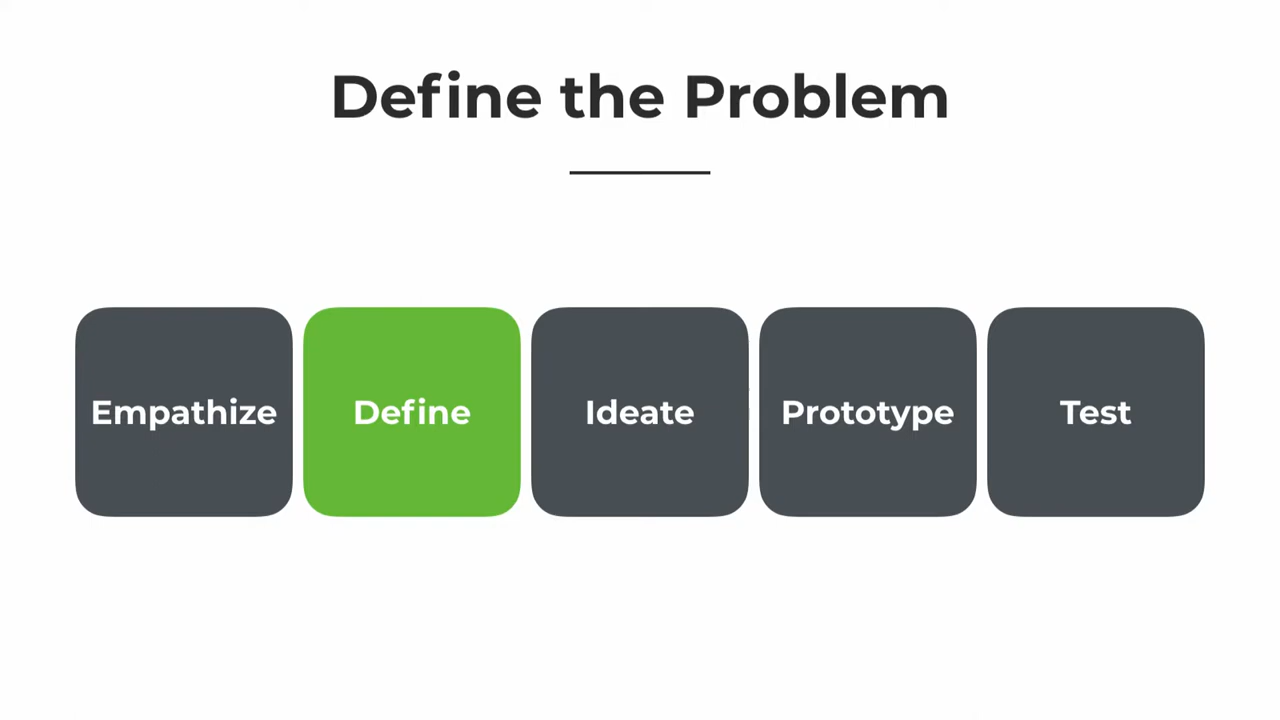 Define the Problem
Empathize
Define
Ideate
Prototype
Test